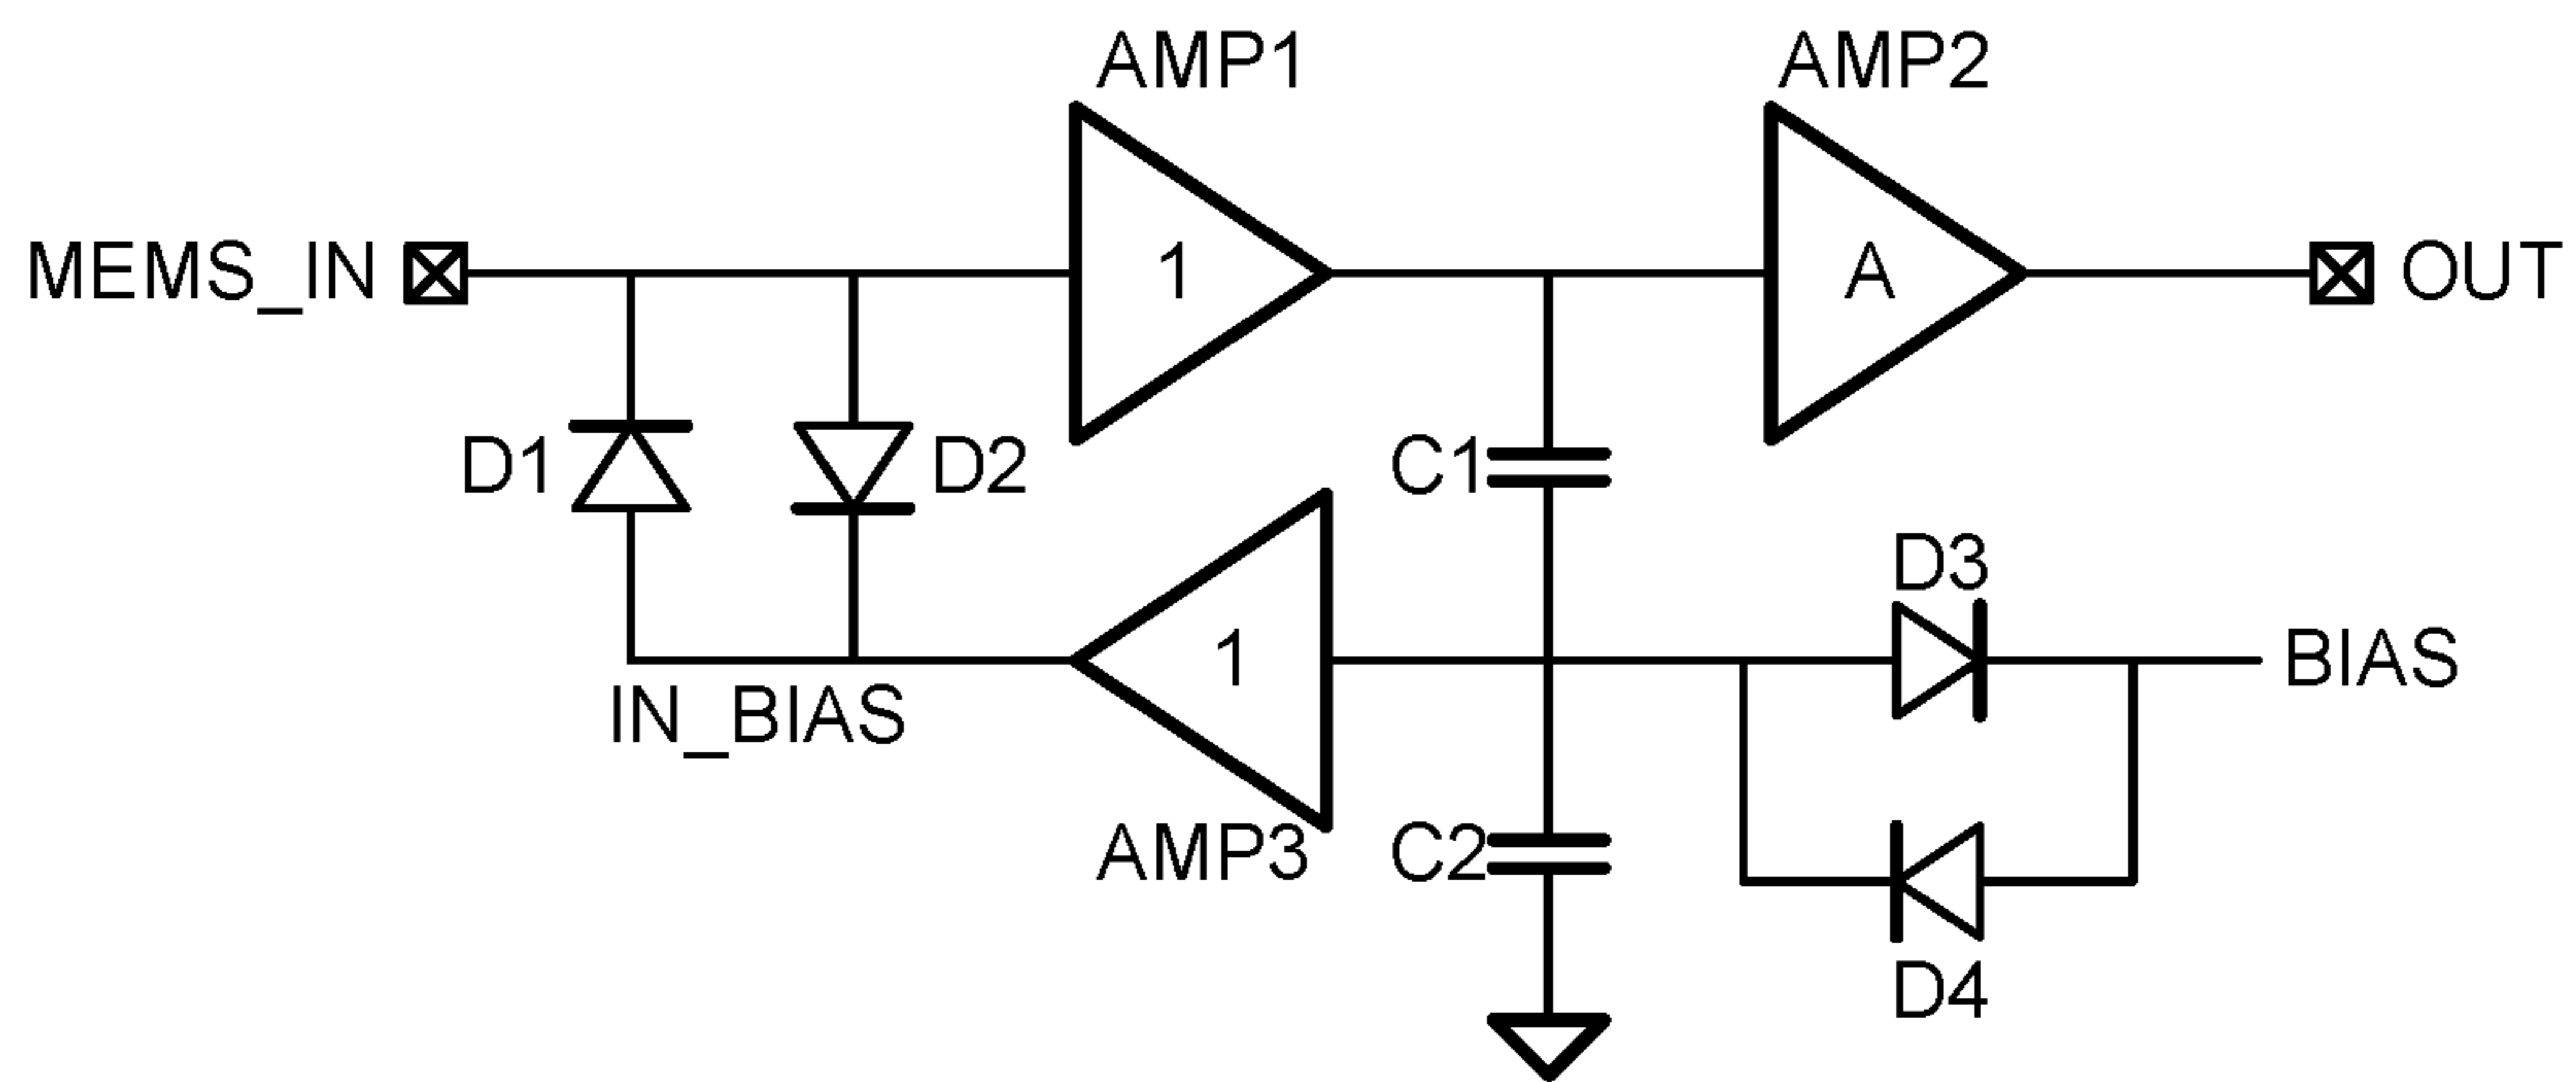 AMP1
AMP2
MEMS_IN
1
A
OUT
D1
D2
C1
D3
1
BIAS
IN_BIAS
AMP3
C2
D4